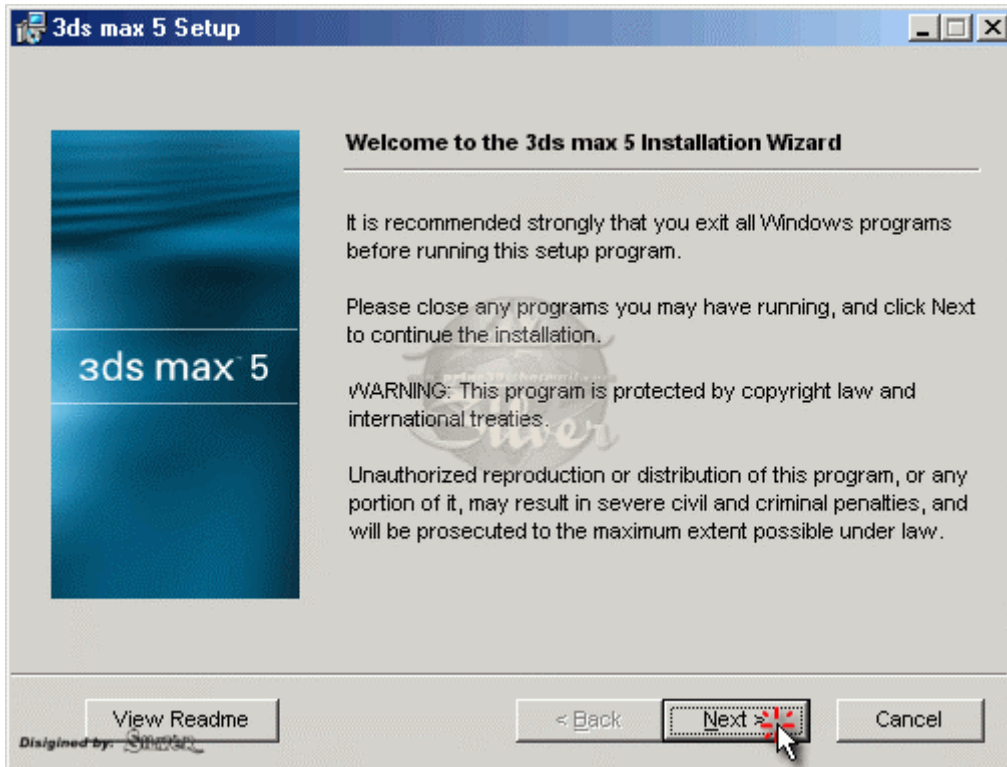 3ds max 5 Setup
Welcome to the 3ds max 5 Installation Wizard
It is recommended strongly that you exit all Windows programs
before running this setup program.
Please close any programs you may have running, and click Next
to continue the installation.
WARNING: This program is protected by copyright law and
international treaties.
Unauthorized reproduction or distribution of this program, or any
portion of it, may result in severe civil and criminal penalties, and
will be prosecuted to the maximum extent possible under law.
3ds max™ 5
Silver
View Readme
< Back
Next >
Cancel
Disigined by: Silver